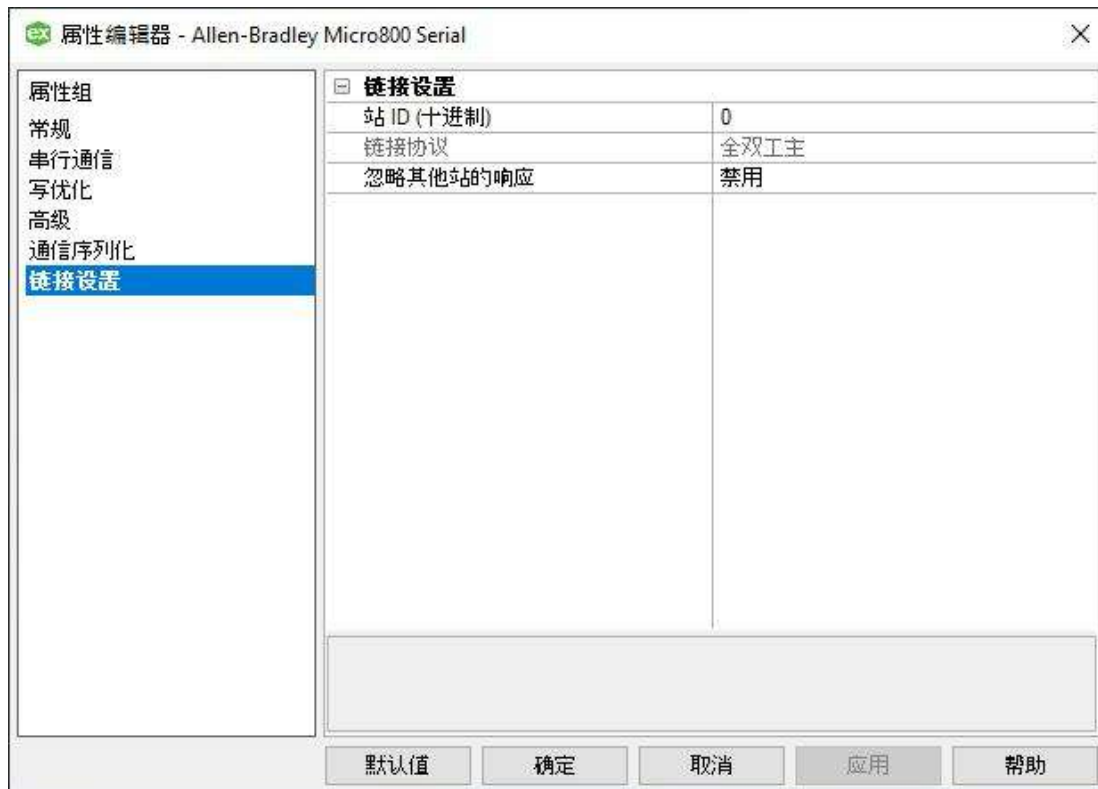 属性编辑器 - Allen-Bradley Micro800 Serial
属性组
常规
串行通信
写优化
高级
通信序列化
链接设置
链接设置
站 ID (十进制) 0
链接协议 全双工主
忽略其他站的响应 禁用
默认值 确定 取消 应用 帮助